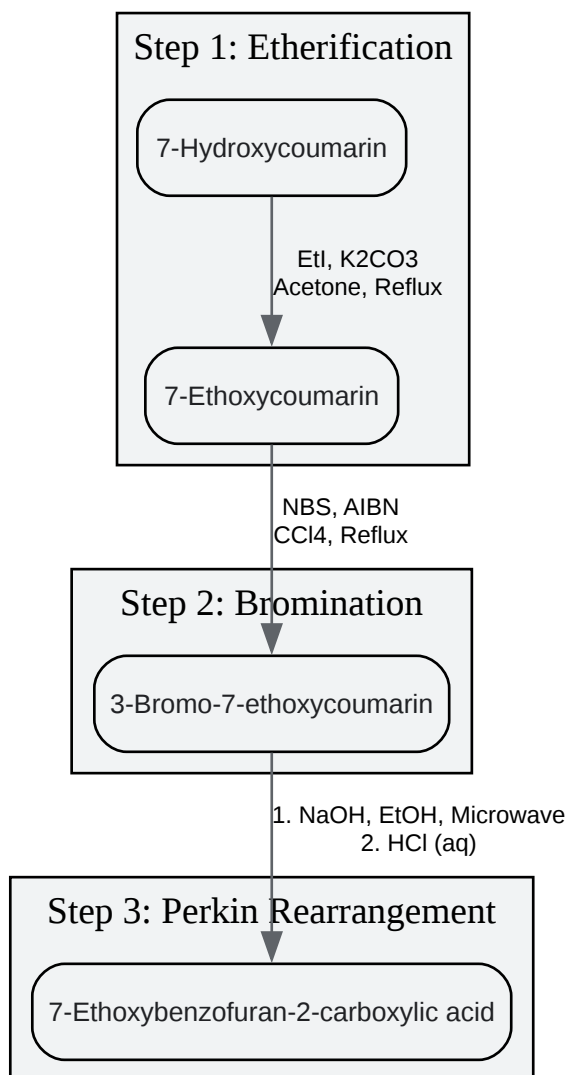 Step 1: Etherification
7-Hydroxycoumarin
EtI, K2CO3
Acetone, Reflux
7-Ethoxycoumarin
NBS, AIBN
CCl4, Reflux
Step 2: Bromination
3-Bromo-7-ethoxycoumarin
1. NaOH, EtOH, Microwave
2. HCl (aq)
Step 3: Perkin Rearrangement
7-Ethoxybenzofuran-2-carboxylic acid